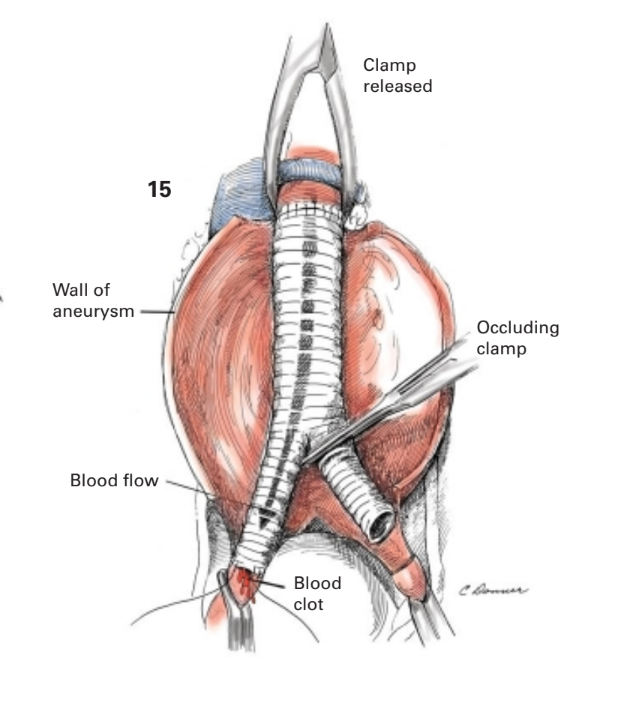 Clamp
released
15
Wall of
aneurysm
Occluding
clamp
Blood flow
Blood
clot
C Donner